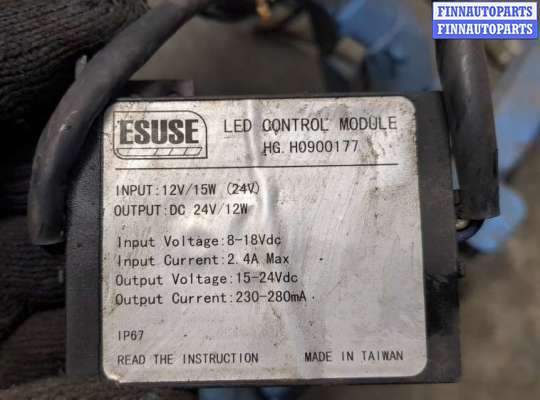 FINNAUTOPARTS
FINNAUTOPARTS
ESUSE
LED CONTROL MODULE
HG.H0900177
INPUT:12V/15W (24V)
OUTPUT:DC 24V/12W
Input Voltage:8-18Vdc
Input Current:2.4A Max
Output Voltage:15-24Vdc
Output Current:230-280mA
IP67
READ THE INSTRUCTION MADE IN TAIWAN